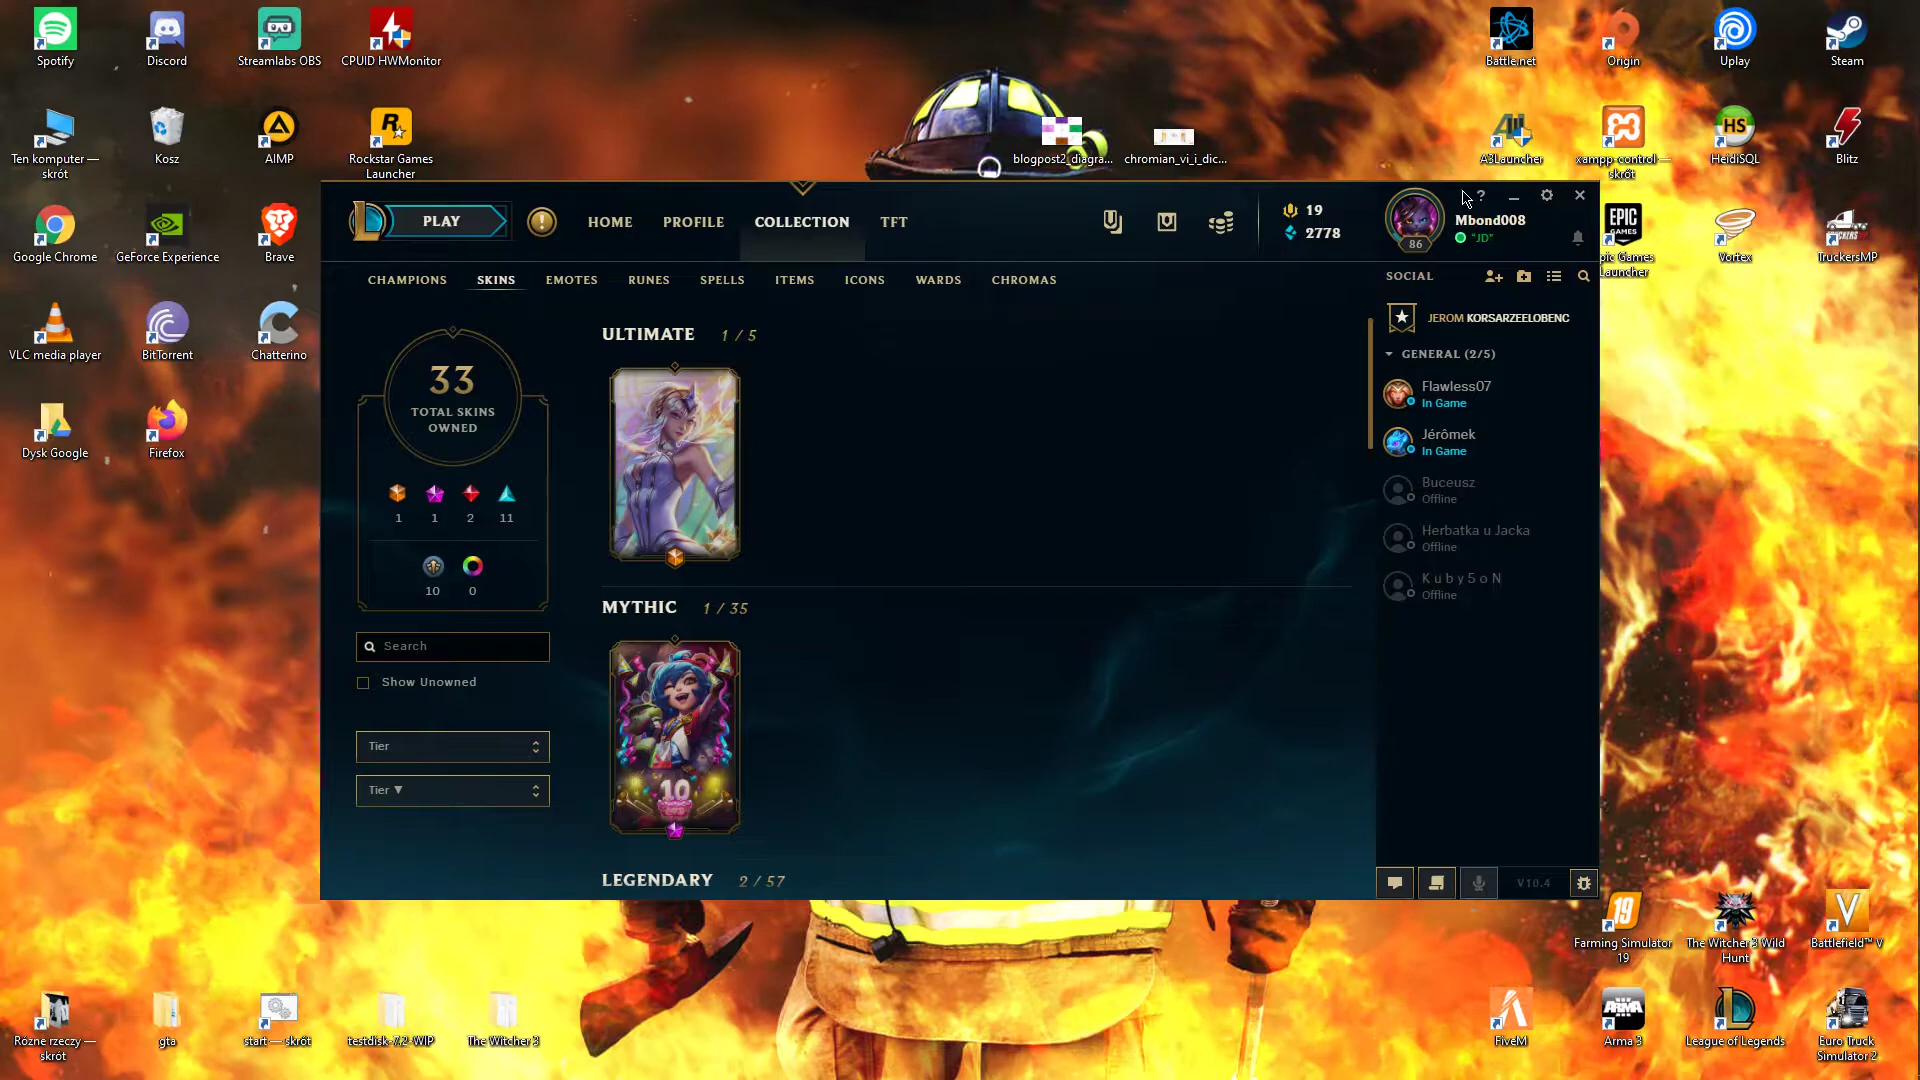 Spotify
Discord
Streamlabs OBS
CPUID HWMonitor
Battle.net
Origin
Uplay
Steam
Ten komputer —
skrót
Kosz
AIMP
Rockstar Games
Launcher
blogpost2_diagra...
chromian_vi_i_dic...
A3Launcher
xampp-control —
skrót
HeidiSQL
Blitz
Google Chrome
GeForce Experience
Brave
Epic Games
Launcher
Vortex
TruckersMP
VLC media player
BitTorrent
Chatterino
Dysk Google
Firefox
PLAY
HOME
PROFILE
COLLECTION
TFT
19
2778
86
Mbond008
"JD"
CHAMPIONS
SKINS
EMOTES
RUNES
SPELLS
ITEMS
ICONS
WARDS
CHROMAS
SOCIAL
33
TOTAL SKINS
OWNED
1
1
2
11
10
0
Search
Show Unowned
Tier
Tier ▼
ULTIMATE 1 / 5
MYTHIC 1 / 35
10
LEGENDARY 2 / 57
JEROM KORSARZEELOBENC
GENERAL (2/5)
Flawless07
In Game
Jérômek
In Game
Buceusz
Offline
Herbatka u Jacka
Offline
K u b y 5 o N
Offline
V10.4
Farming Simulator
19
The Witcher 3 Wild
Hunt
Battlefield™ V
Różne rzeczy —
skrót
gta
start — skrót
testdisk-7.2-WIP
The Witcher 3
FiveM
Arma 3
League of Legends
Euro Truck
Simulator 2